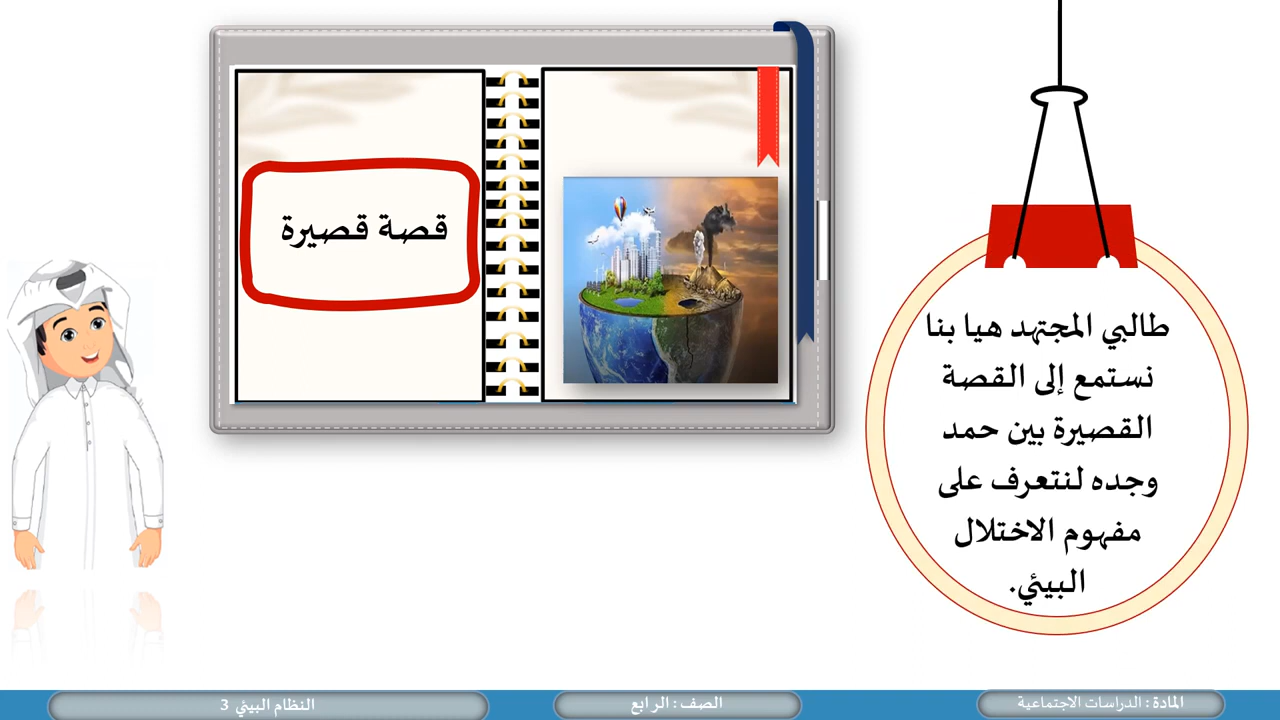 قصة قصيرة
طالبي المجتهد هيا بنا
نستمع إلى القصة
القصيرة بين حمد
وجده لنتعرف على
مفهوم الاختلال
البيئي.
المادة : الدراسات الاجتماعية
الصف : الرابع
النظام البيئي 3